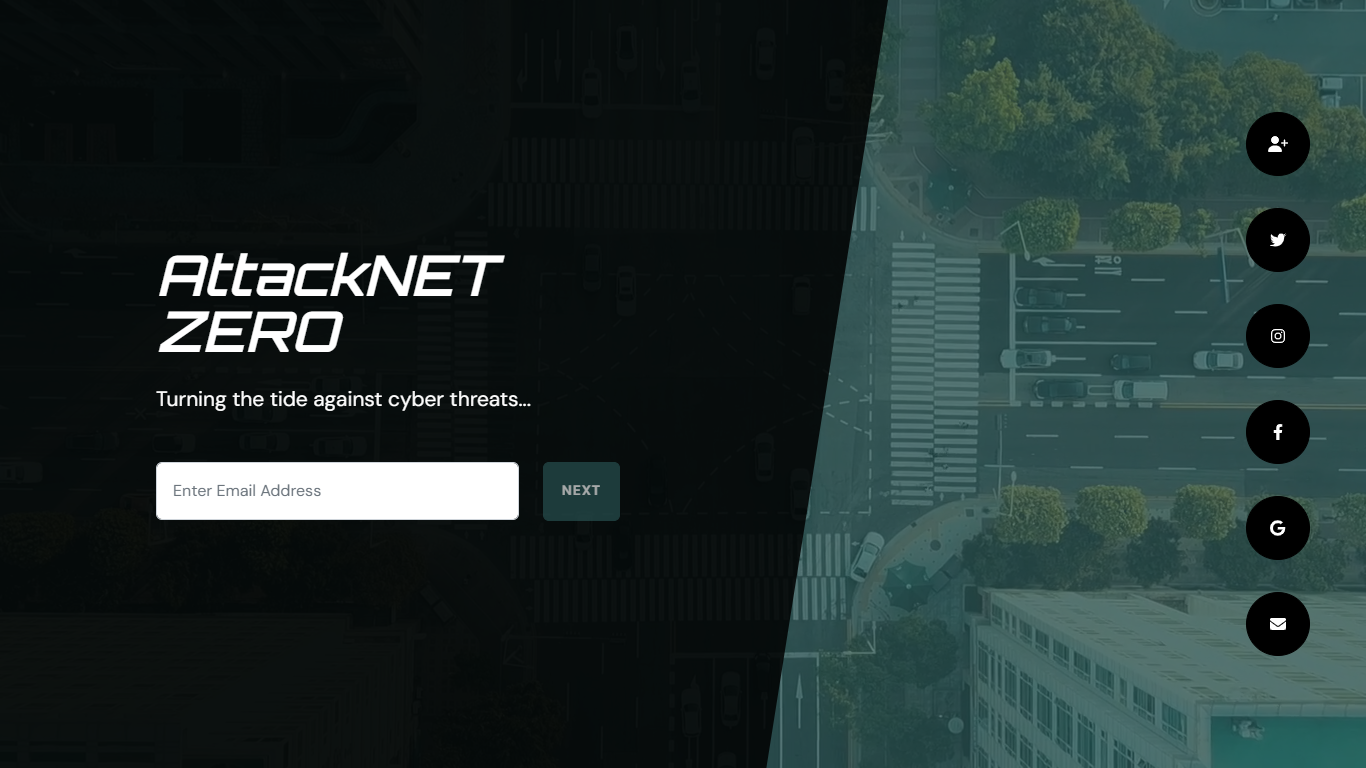 AttackNET
ZERO
Turning the tide against cyber threats...
Enter Email Address
NEXT